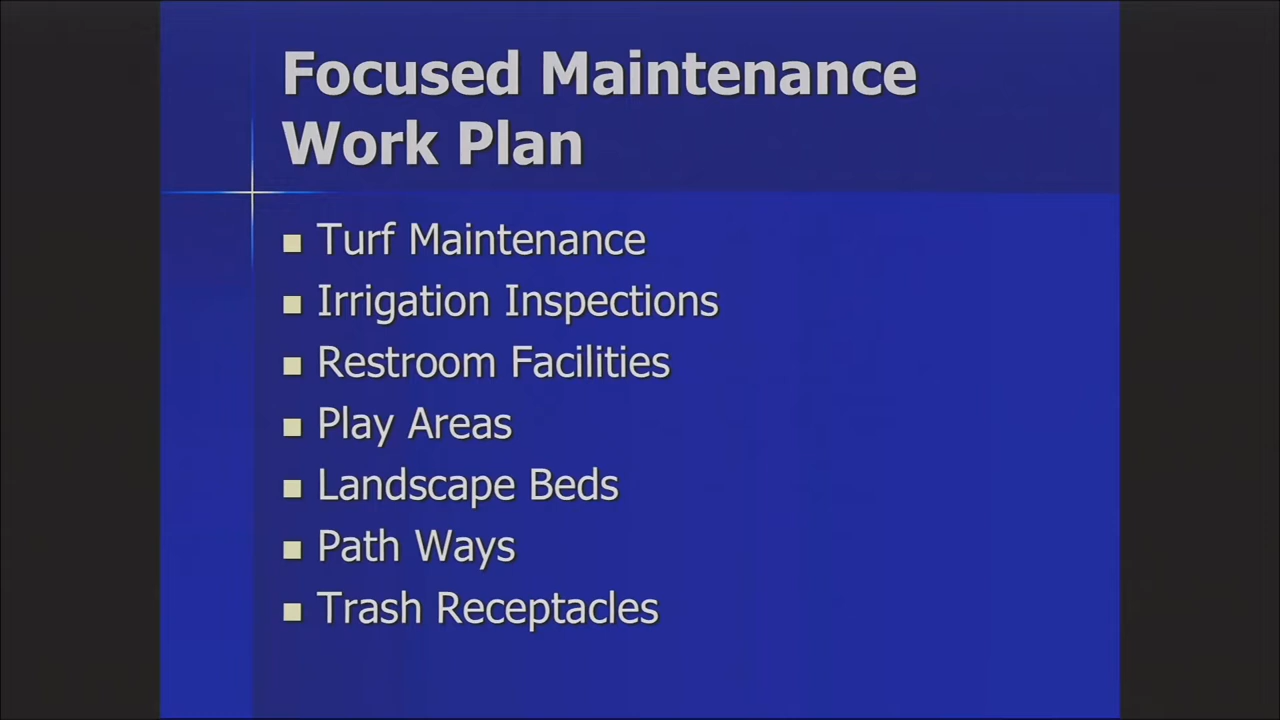 Focused Maintenance
Work Plan
Turf Maintenance
Irrigation Inspections
Restroom Facilities
Play Areas
Landscape Beds
Path Ways
Trash Receptacles